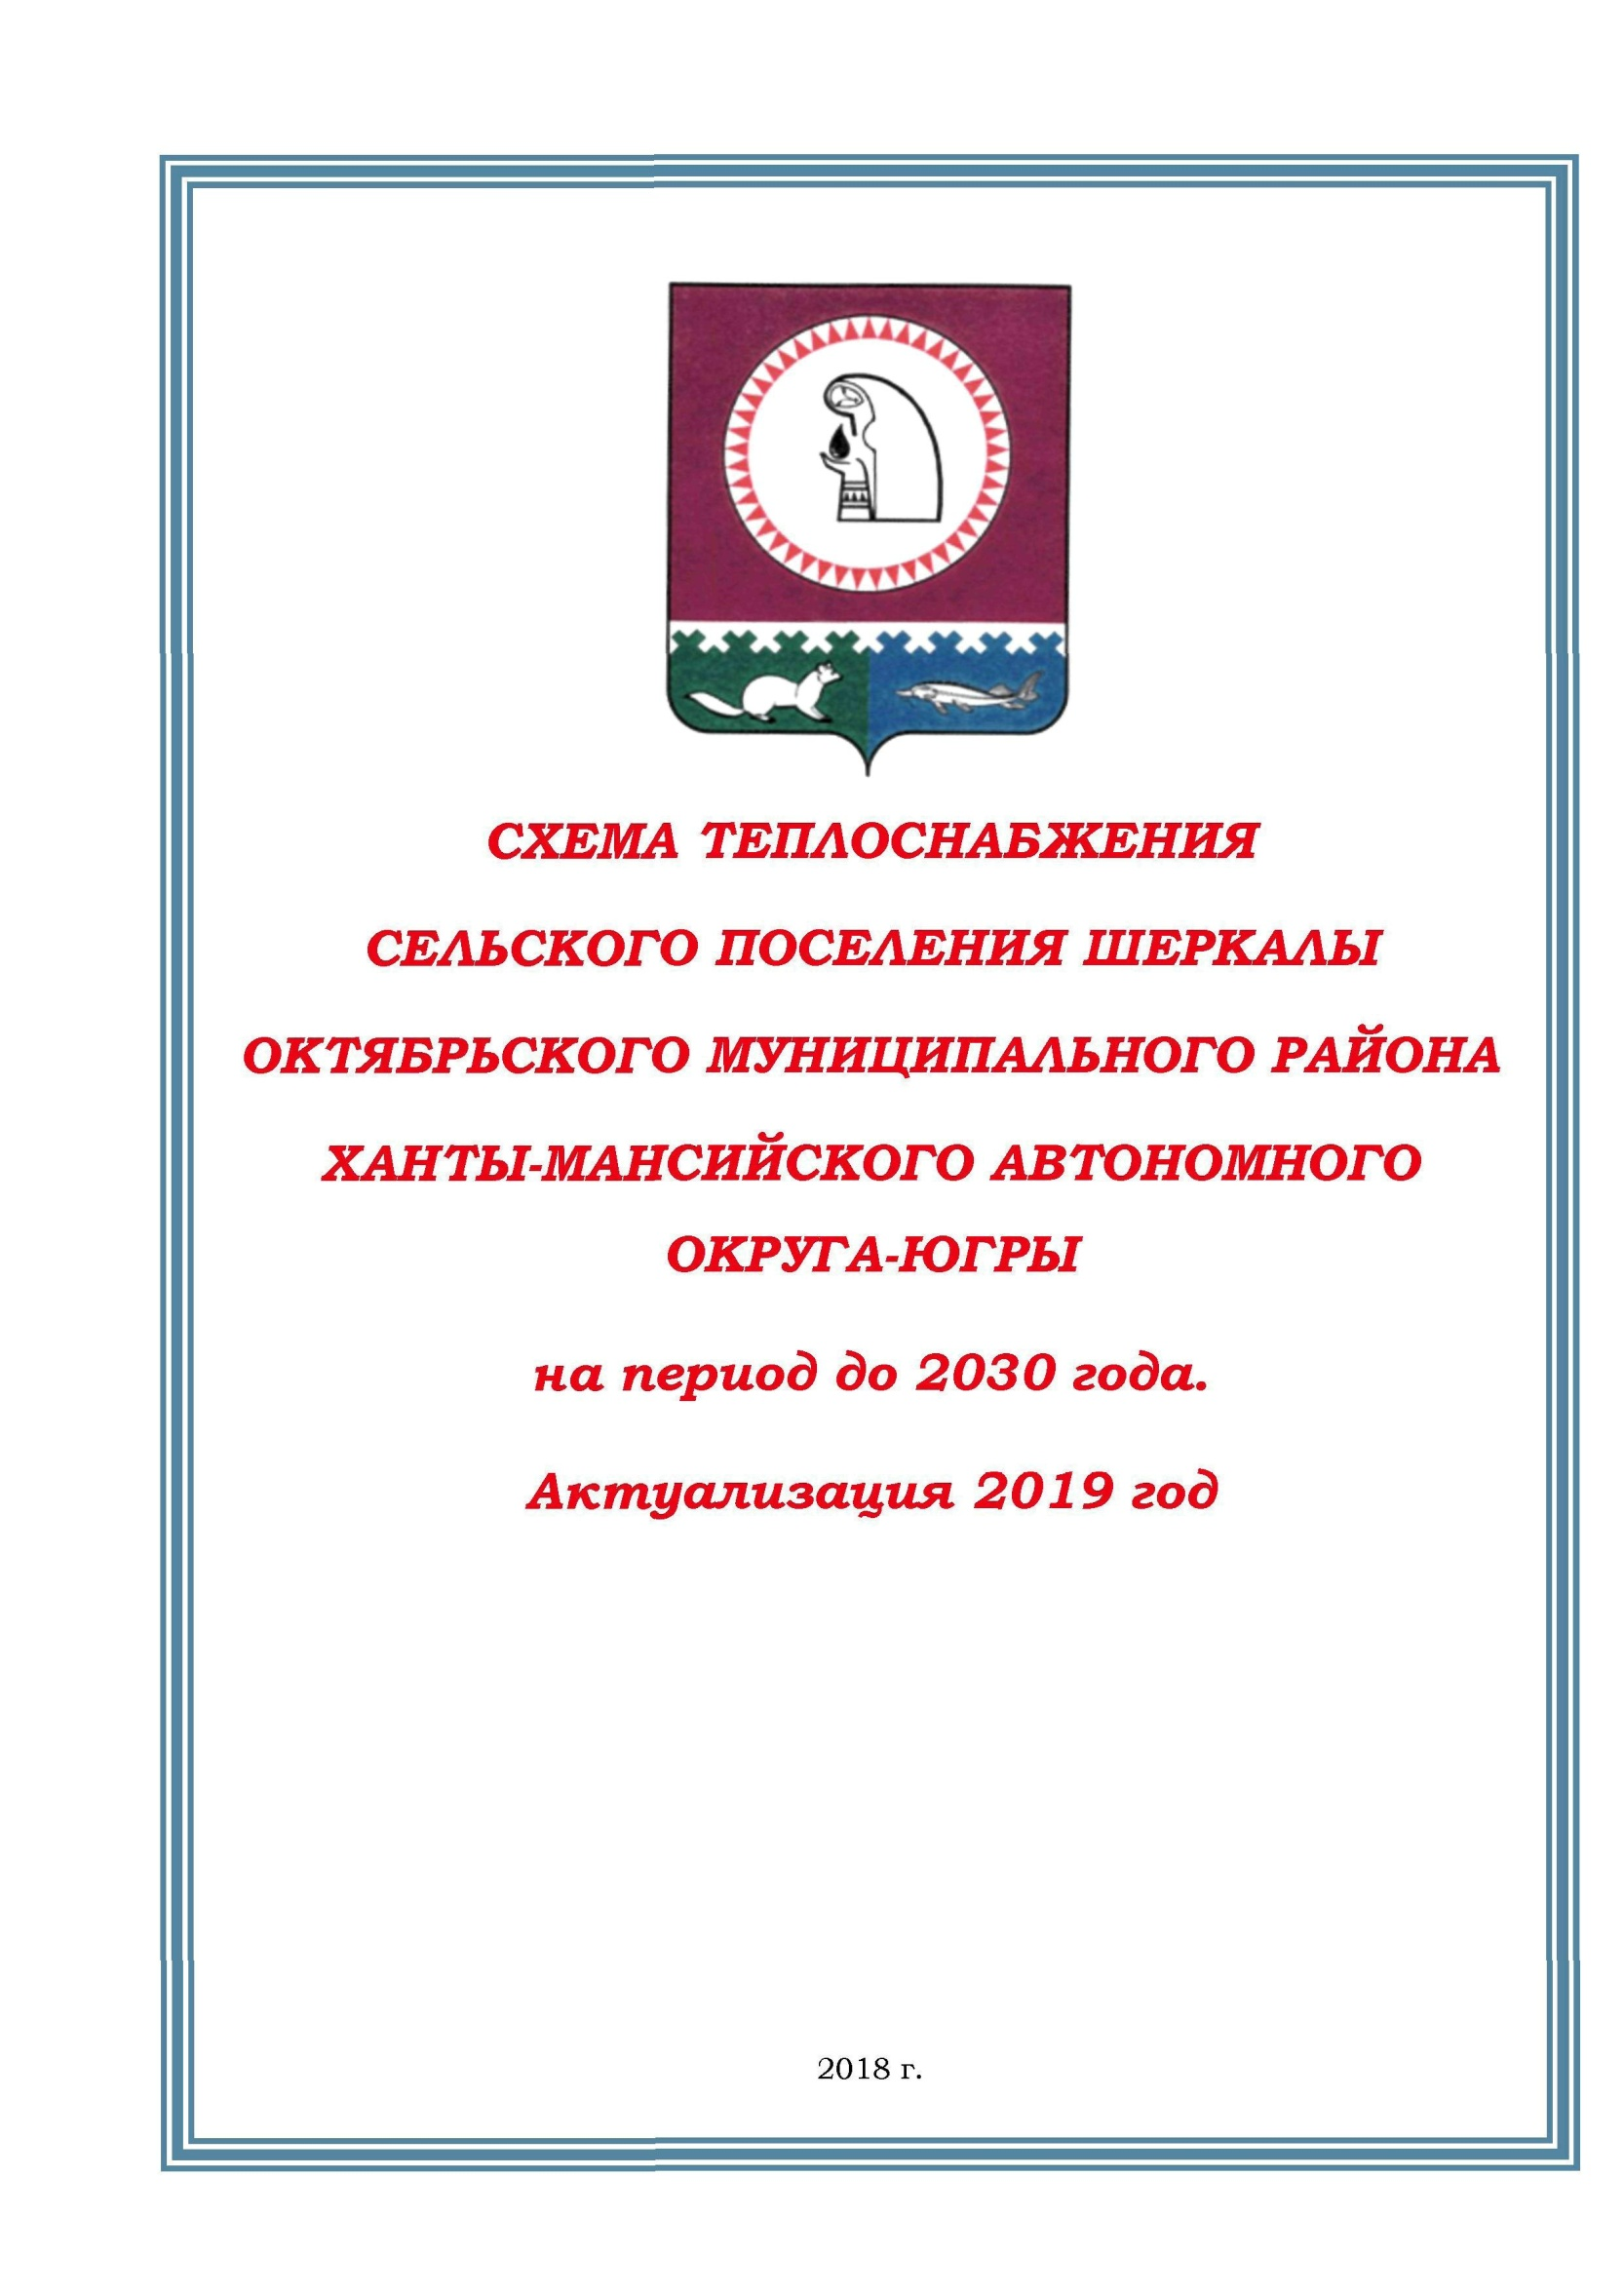 СХЕМА ТЕПЛОСНАБЖЕНИЯ
СЕЛЬСКОГО ПОСЕЛЕНИЯ ШЕРКАЛЫ
ОКТЯБРЬСКОГО МУНИЦИПАЛЬНОГО РАЙОНА
ХАНТЫ-МАНСИЙСКОГО АВТОНОМНОГО
ОКРУГА-ЮГРЫ
на период до 2030 года.
Актуализация 2019 год
2018 г.